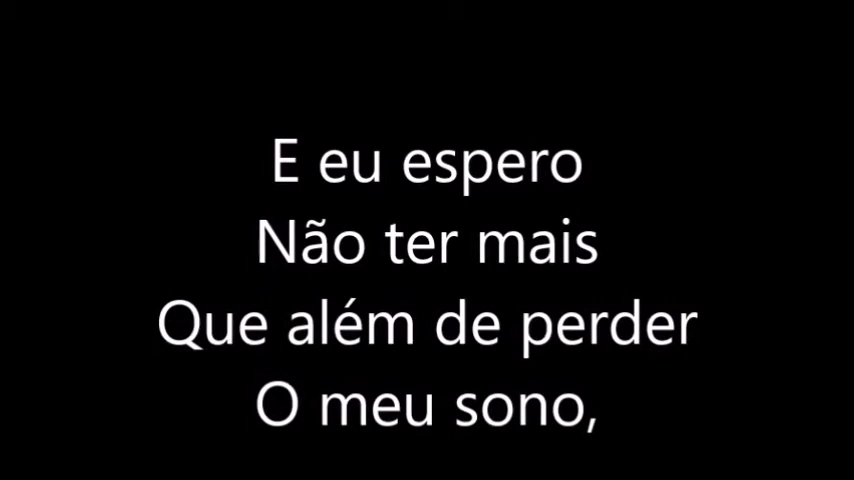 E eu espero
Não ter mais
Que além de perder
O meu sono,